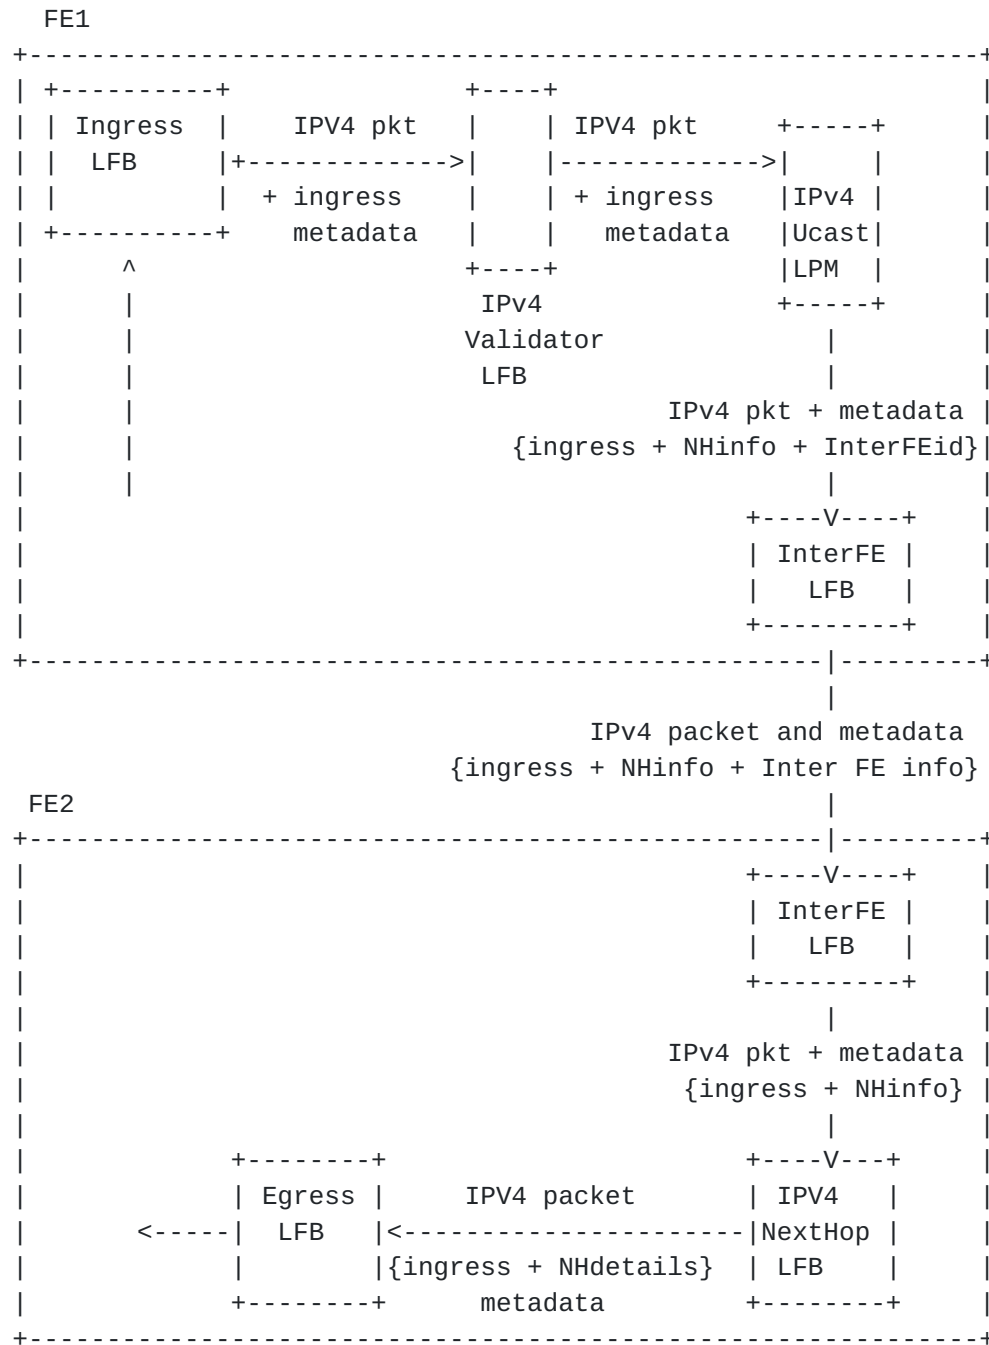 FE1
Ingress IPV4 pkt IPV4 pkt
LFB
+ ingress + ingress IPv4
metadata metadata Ucast
LPM
IPv4
Validator
LFB
IPv4 pkt + metadata
{ingress + NHinfo + InterFEid}
V
InterFE
LFB
IPv4 packet and metadata
{ingress + NHinfo + Inter FE info}
FE2
V
InterFE
LFB
IPv4 pkt + metadata
{ingress + NHinfo}
V
Egress IPV4 packet IPV4
LFB NextHop
{ingress + NHdetails} LFB
metadata